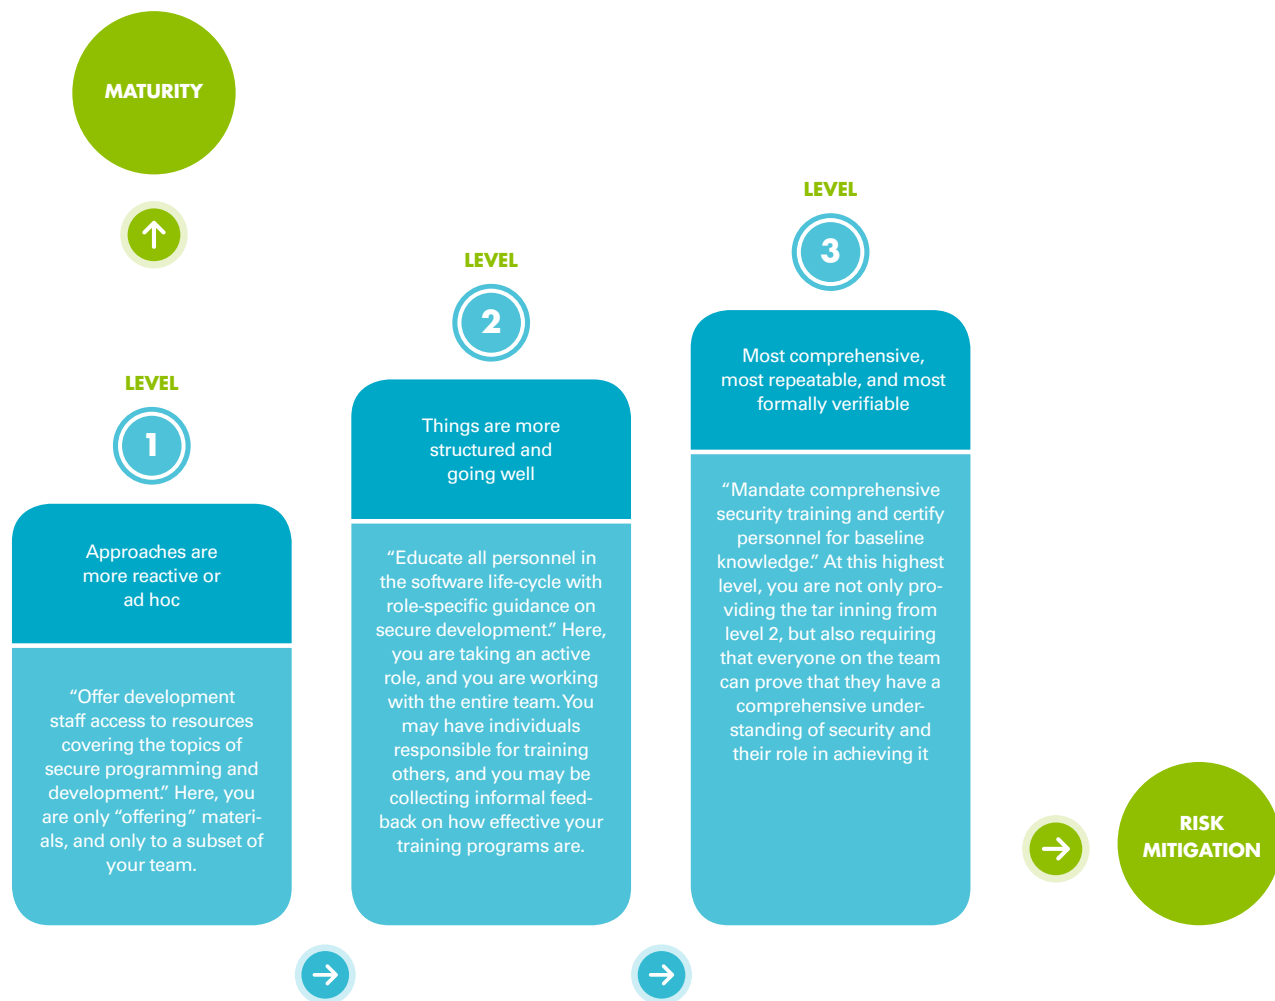 MATURITY
LEVEL
1
Approaches are
more reactive or
ad hoc
“Offer development
staff access to resources
covering the topics of
secure programming and
development.” Here, you
are only “offering” materi-
als, and only to a subset of
your team.
LEVEL
2
Things are more
structured and
going well
“Educate all personnel in
the software life-cycle with
role-specific guidance on
secure development.” Here,
you are taking an active
role, and you are working
with the entire team. You
may have individuals
responsible for training
others, and you may be
collecting informal feed-
back on how effective your
training programs are.
LEVEL
3
Most comprehensive,
most repeatable, and most
formally verifiable
“Mandate comprehensive
security training and certify
personnel for baseline
knowledge.” At this highest
level, you are not only pro-
viding the tar inning from
level 2, but also requiring
that everyone on the team
can prove that they have a
comprehensive under-
standing of security and
their role in achieving it
RISK
MITIGATION